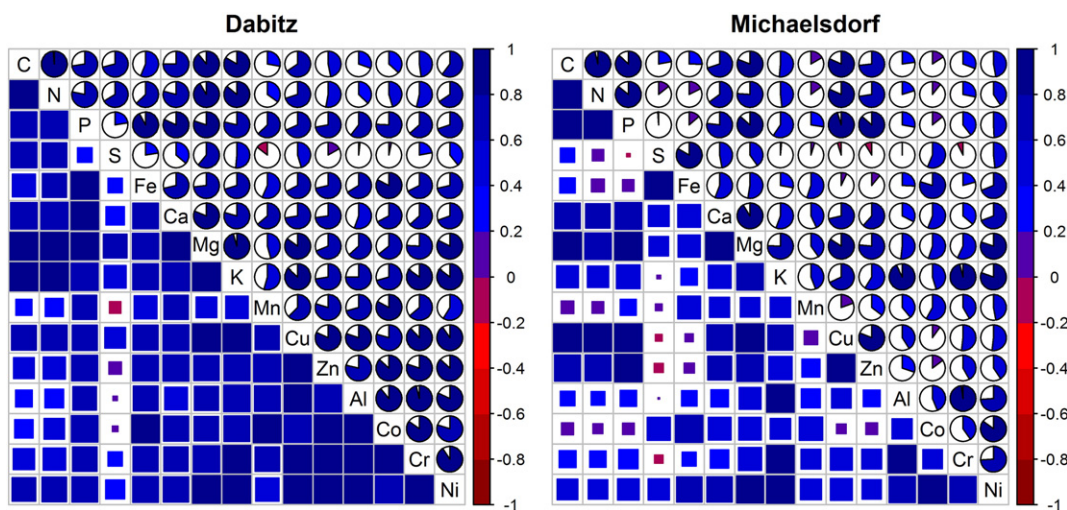 Dabitz
C
N
P
S
Fe
Ca
Mg
K
Mn
Cu
Zn
Al
Co
Cr
Ni
1
0.8
0.6
0.4
0.2
0
-0.2
-0.4
-0.6
-0.8
-1
Michaelsdorf
C
N
P
S
Fe
Ca
Mg
K
Mn
Cu
Zn
Al
Co
Cr
Ni
1
0.8
0.6
0.4
0.2
0
-0.2
-0.4
-0.6
-0.8
-1